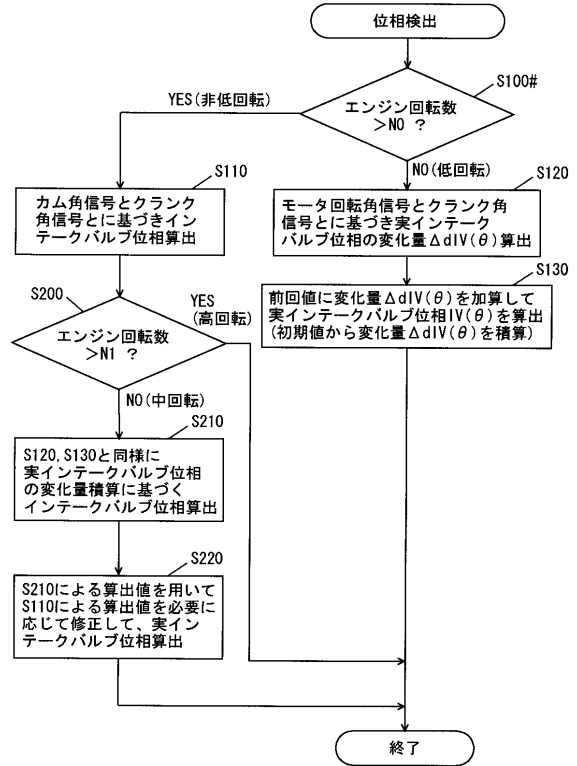 位相検出
S100#
エンジン回転数
>N0 ?
YES(非低回転)
NO(低回転)
S110
カム角信号とクランク
角信号とに基づきイン
テークバルブ位相算出
S120
モータ回転角信号とクランク角
信号とに基づき実インテーク
バルブ位相の変化量ΔdIV(θ)算出
S130
前回値に変化量ΔdIV(θ)を加算して
実インテークバルブ位相IV(θ)を算出
(初期値から変化量ΔdIV(θ)を積算)
S200
エンジン回転数
>N1 ?
YES
(高回転)
NO(中回転)
S210
S120,S130と同様に
実インテークバルブ位相
の変化量積算に基づく
インテークバルブ位相算出
S220
S210による算出値を用いて
S110による算出値を必要に
応じて修正して、実イン
テークバルブ位相算出
終了